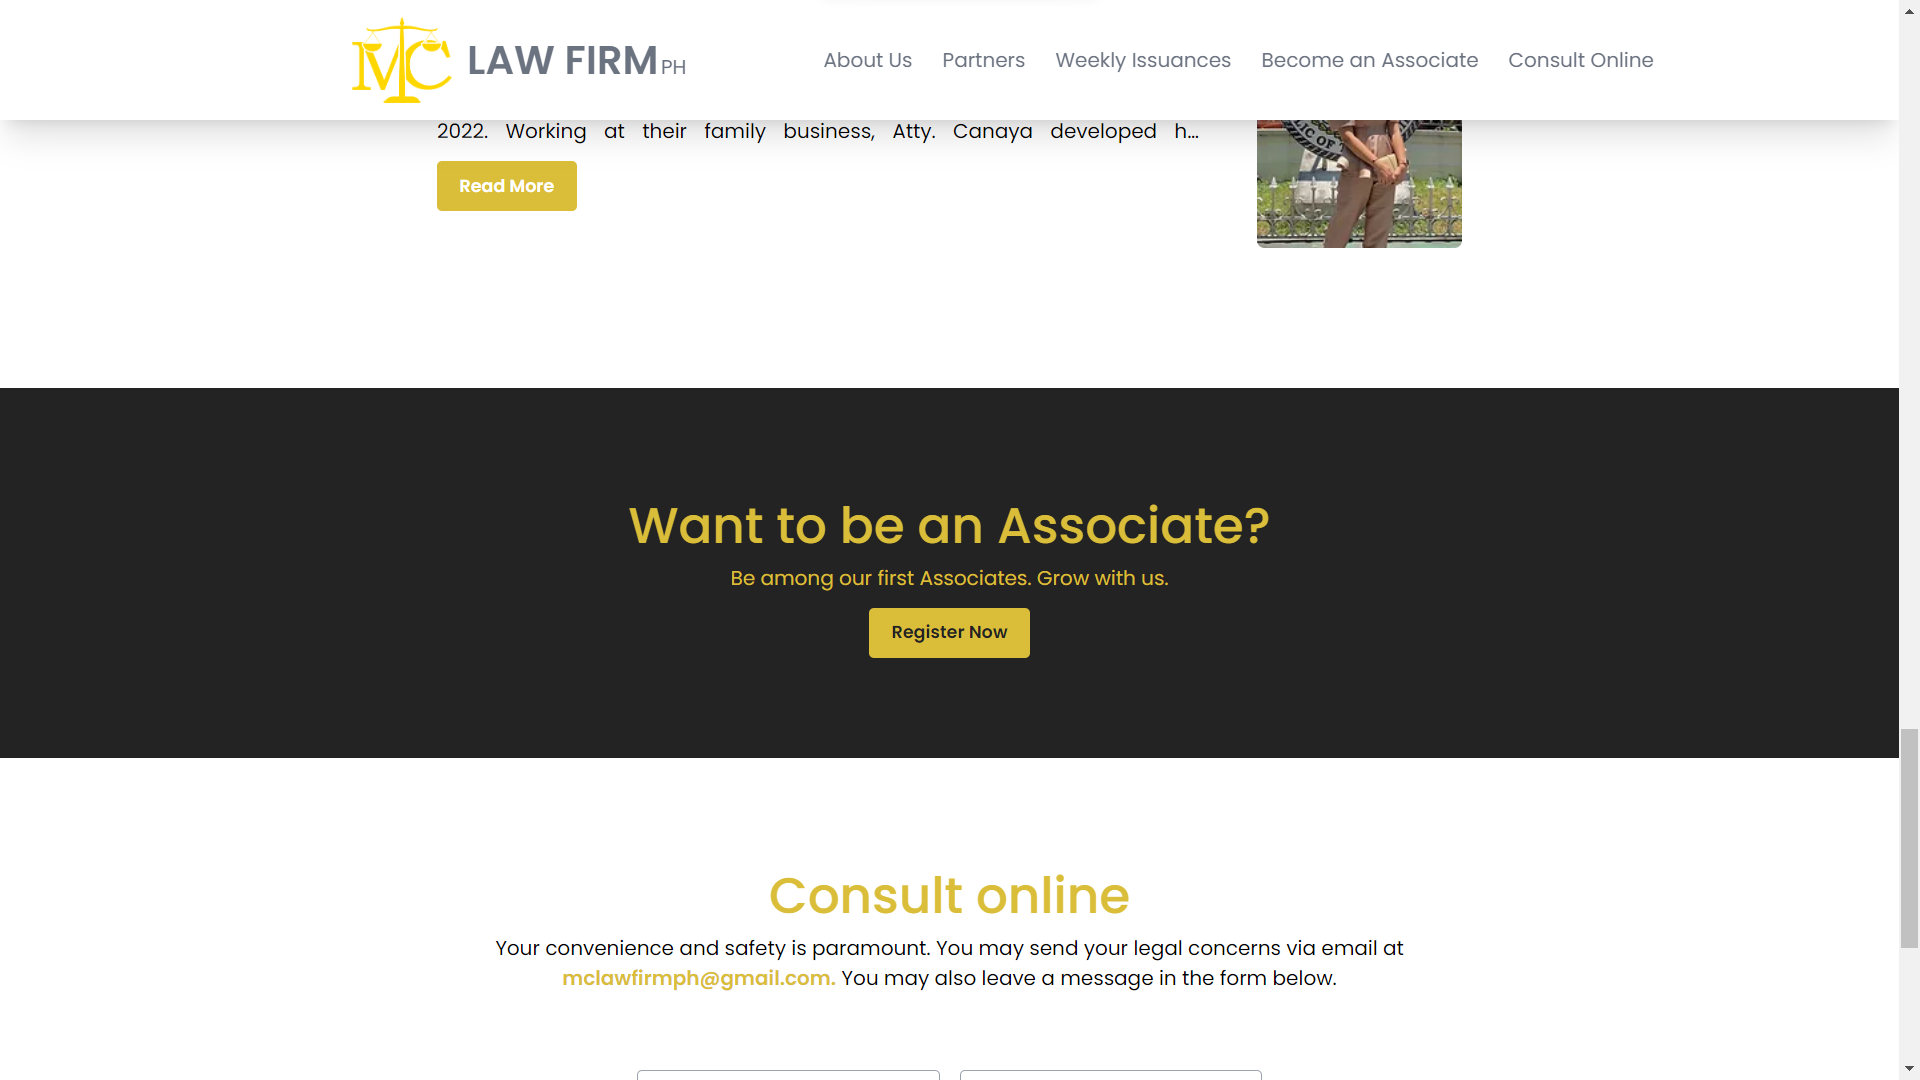 MC LAW FIRM PH
About Us
Partners
Weekly Issuances
Become an Associate
Consult Online
2022. Working at their family business, Atty. Canaya developed h...
LIC OF T
Read More
Want to be an Associate?
Be among our first Associates. Grow with us.
Register Now
Consult online
Your convenience and safety is paramount. You may send your legal concerns via email at
mclawfirmph@gmail.com. You may also leave a message in the form below.